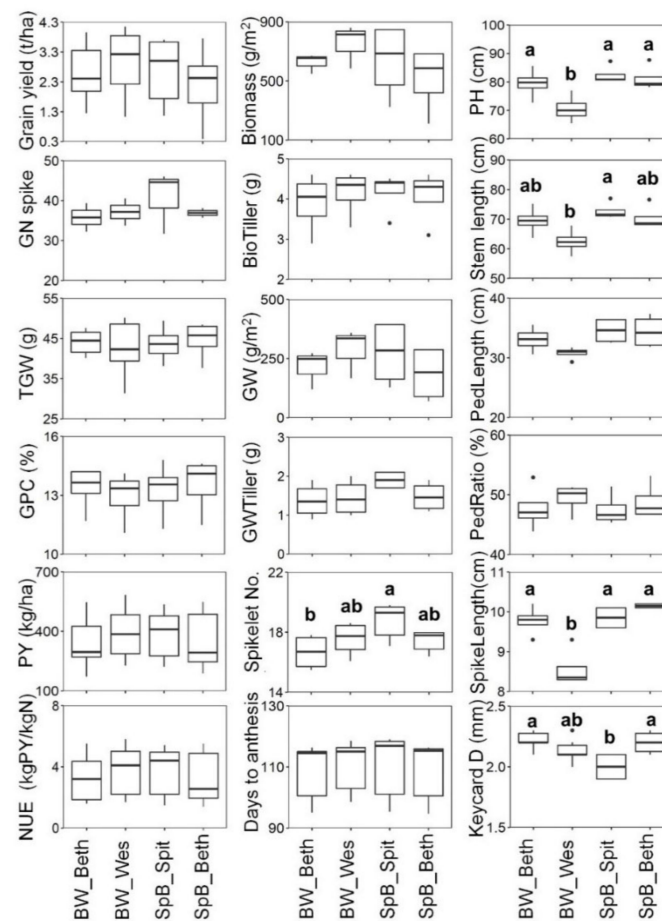 Grain yield (t/ha)
4.3
3.3
2.3
1.3
0.3
GN spike
50
40
30
20
TGW (g)
55
45
35
25
GPC (%)
16
13
10
PY (kg/ha)
700
400
100
NUE (kgPY/kgN)
8
4
0
BW_Beth
BW_Wes
SpB_Spit
SpB_Beth
Biomass (g/m²)
900
500
100
BioTiller (g)
5
4
3
2
GW (g/m²)
500
250
0
GWTiller (g)
3
2
1
0
Spikelet No.
22
18
14
b
ab
a
ab
Days to anthesis
130
110
90
BW_Beth
BW_Wes
SpB_Spit
SpB_Beth
PH (cm)
100
90
80
70
60
a
b
a
a
Stem length (cm)
90
80
70
60
50
ab
b
a
ab
PedLength (cm)
40
30
20
PedRatio (%)
60
50
40
SpikeLength(cm)
12
11
10
9
8
a
b
a
a
Keycard D (mm)
2.5
2.0
1.5
a
ab
b
a
BW_Beth
BW_Wes
SpB_Spit
SpB_Beth